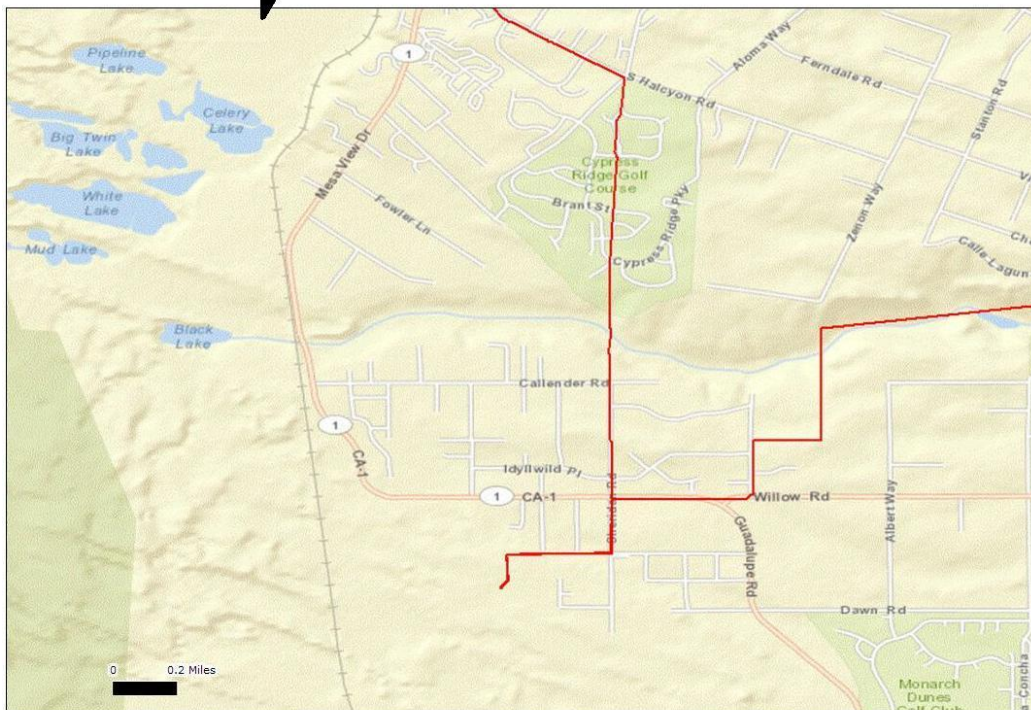 Pipeline
Lake
1
Aloma Way
Ferndale Rd
S Halcyon Rd
Stanton Rd
Celery
Lake
Big Twin
Lake
Mesa View Dr
Cypress
Ridge Golf
Course
White
Lake
Fowler Ln
Brant St
Zenon Way
Mud Lake
Cypress Ridge Pky
Calle Lagun
Black
Lake
Callender Rd
1
CA-1
Idyllwild Pl
1
CA-1
Willow Rd
Sheridan Rd
Albert Way
Guadalupe Rd
Dawn Rd
0
0.2 Miles
Monarch
Dunes
Golf Club
Concha